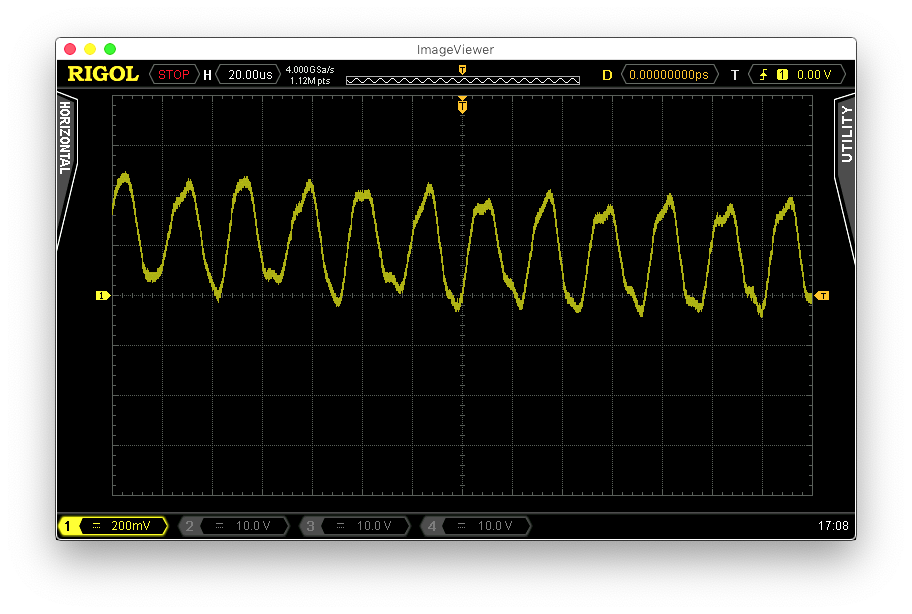 ImageViewer
RIGOL STOP H 20.00us 4.000GSa/s 1.12Mpts T D 0.00000000ps T 1 0.00 V
HORIZONTAL
T
UTILITY
1
T
1 200mV 2 10.0 V 3 10.0 V 4 10.0 V 17:08